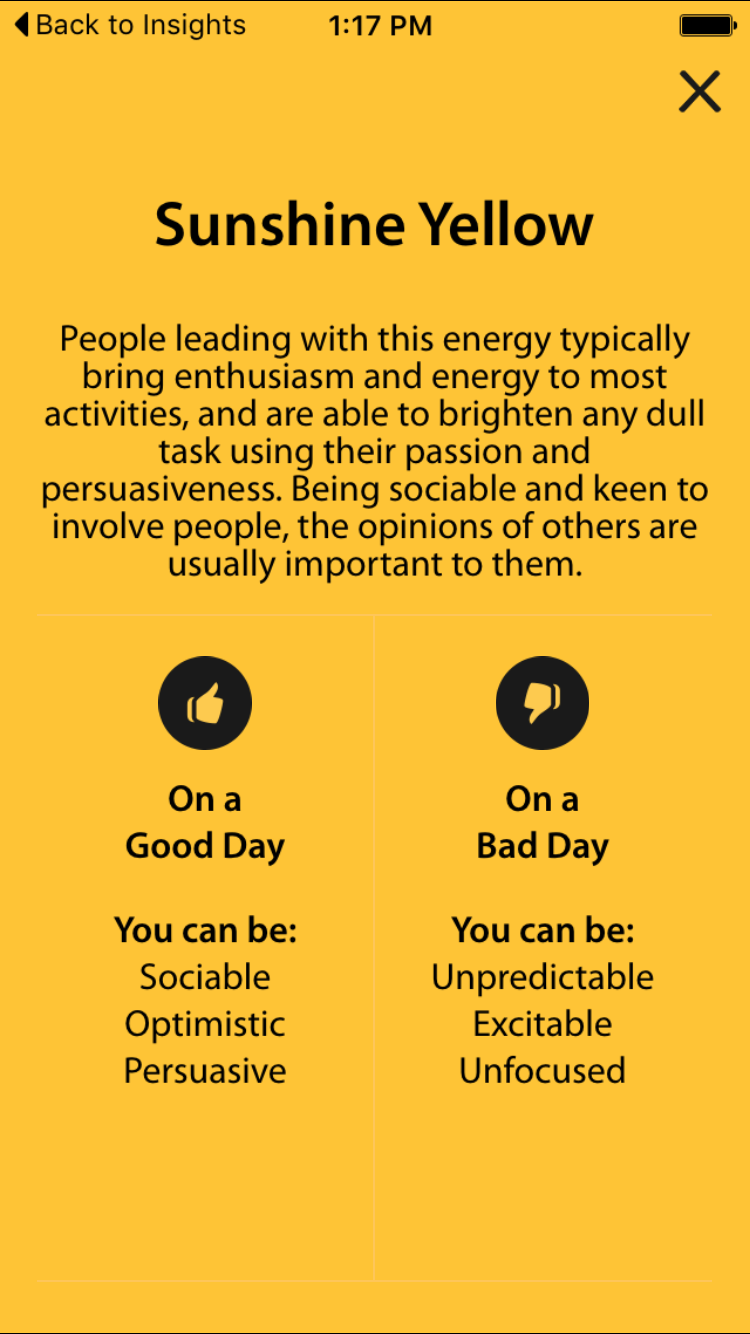 Back to Insights
1:17 PM
Sunshine Yellow
People leading with this energy typically
bring enthusiasm and energy to most
activities, and are able to brighten any dull
task using their passion and
persuasiveness. Being sociable and keen to
involve people, the opinions of others are
usually important to them.
On a
Good Day
You can be:
Sociable
Optimistic
Persuasive
On a
Bad Day
You can be:
Unpredictable
Excitable
Unfocused